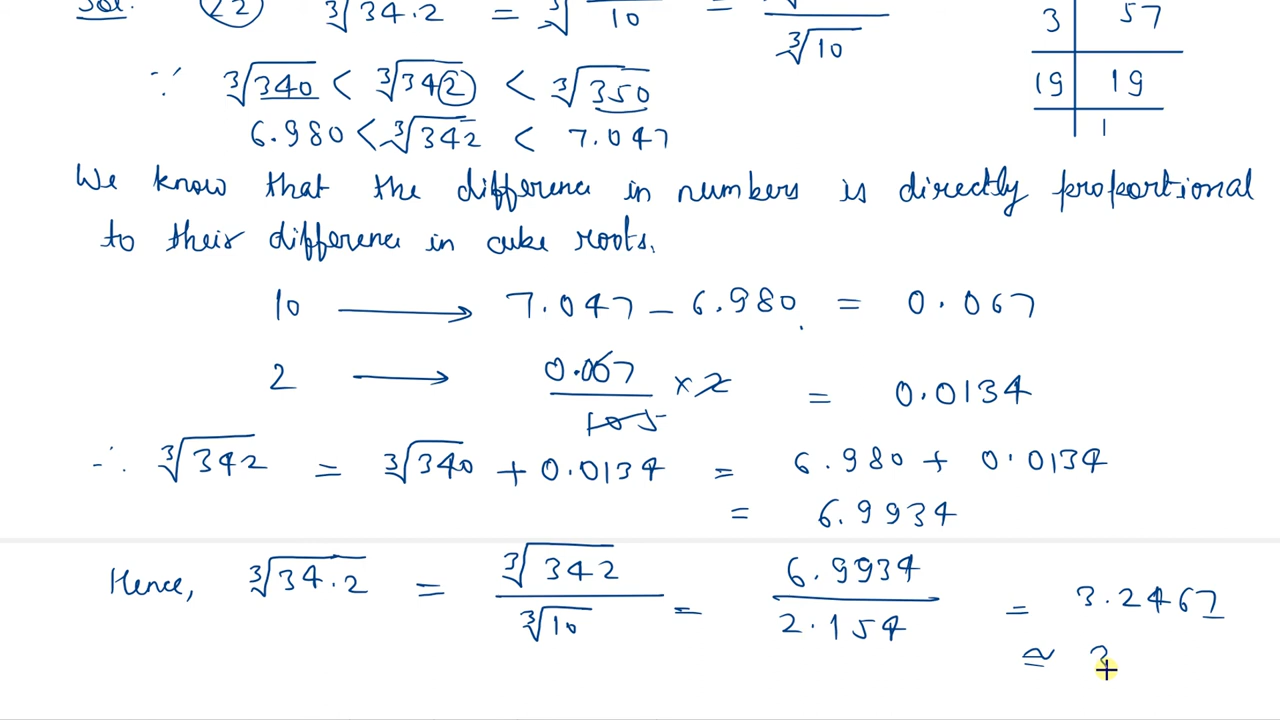 Sol. 22 ∛34.2 = ∛ 10 = ∛10
∵ ∛340 < ∛342 < ∛350
6.980 < ∛342 < 7.047
3 | 57
19 | 19
1
We know that the difference in numbers is directly proportional
to their difference in cube roots.
10 ⟶ 7.047 – 6.980 = 0.067
2 ⟶ 0.067/10 5 × 2 = 0.0134
∴ ∛342 = ∛340 + 0.0134 = 6.980 + 0.0134
= 6.9934
Hence, ∛34.2 = ∛342/∛10 = 6.9934/2.154 = 3.2467
≅ 3